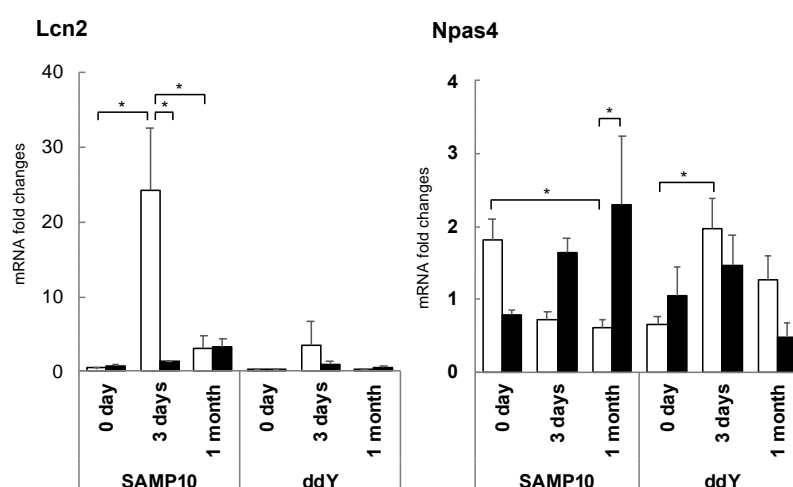 Lcn2
40
30
20
10
0
mRNA fold changes
*
*
*
0 day
3 days
1 month
0 day
3 days
1 month
SAMP10
ddY
Npas4
4
3
2
1
0
mRNA fold changes
*
*
*
0 day
3 days
1 month
0 day
3 days
1 month
SAMP10
ddY